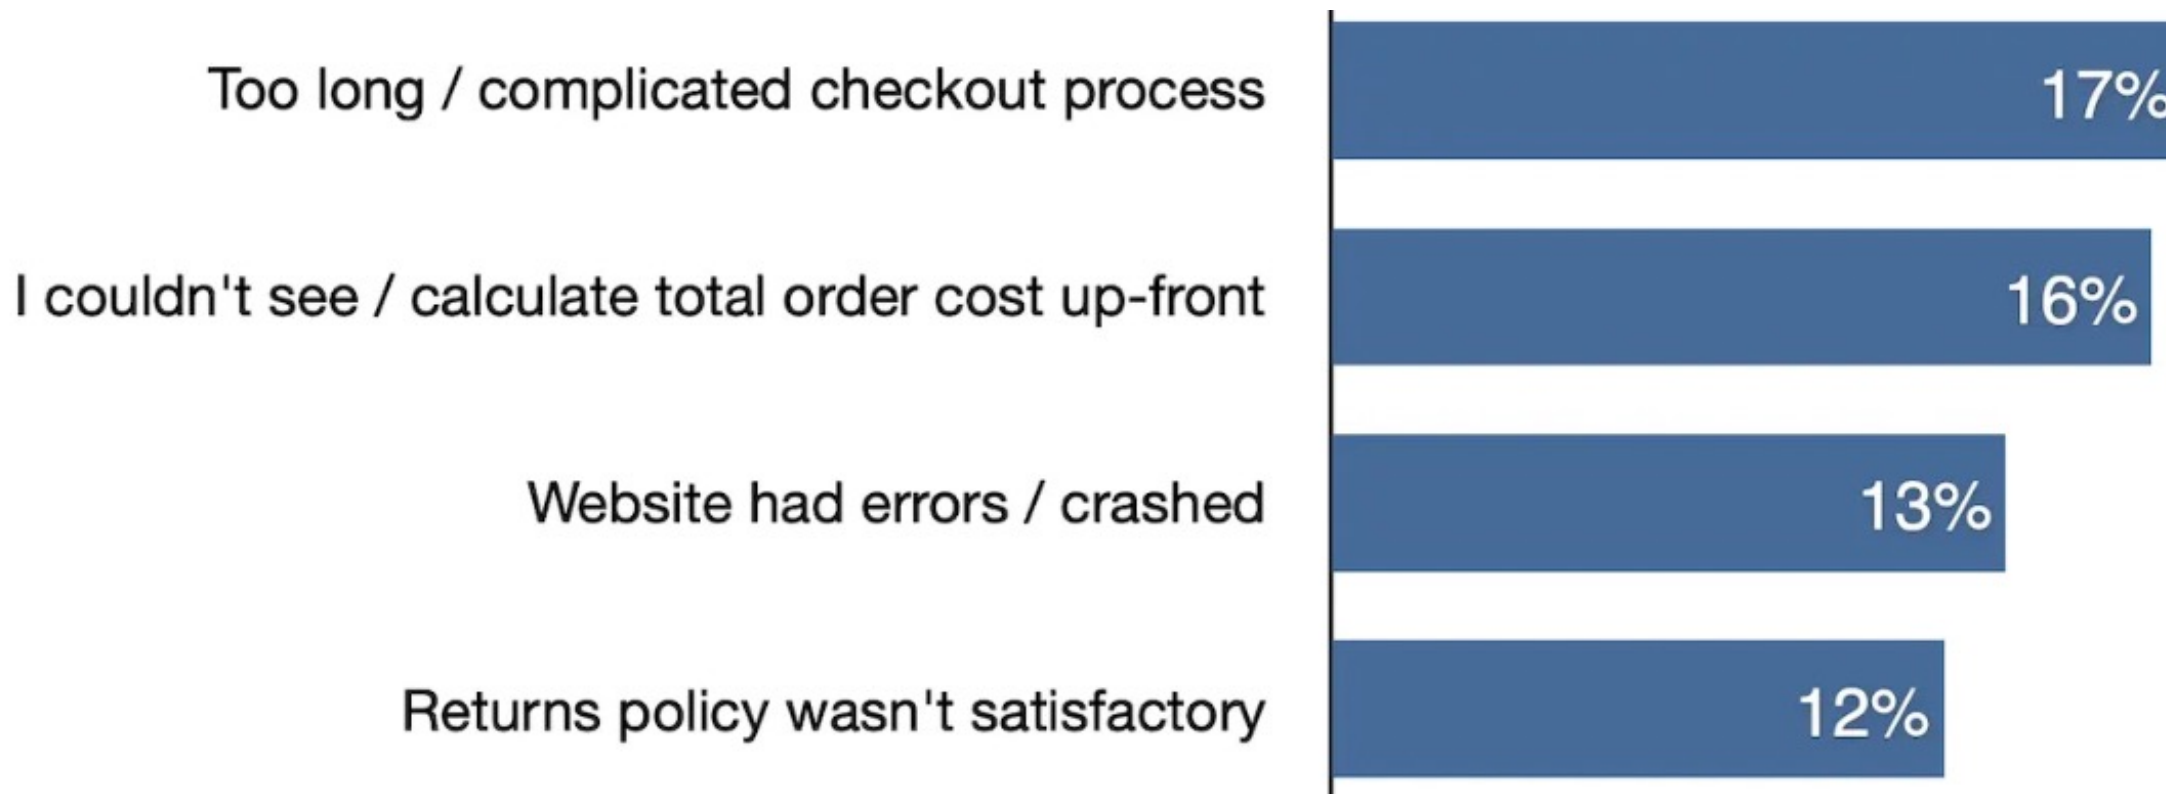 Too long / complicated checkout process 17%
I couldn't see / calculate total order cost up-front 16%
Website had errors / crashed 13%
Returns policy wasn't satisfactory 12%